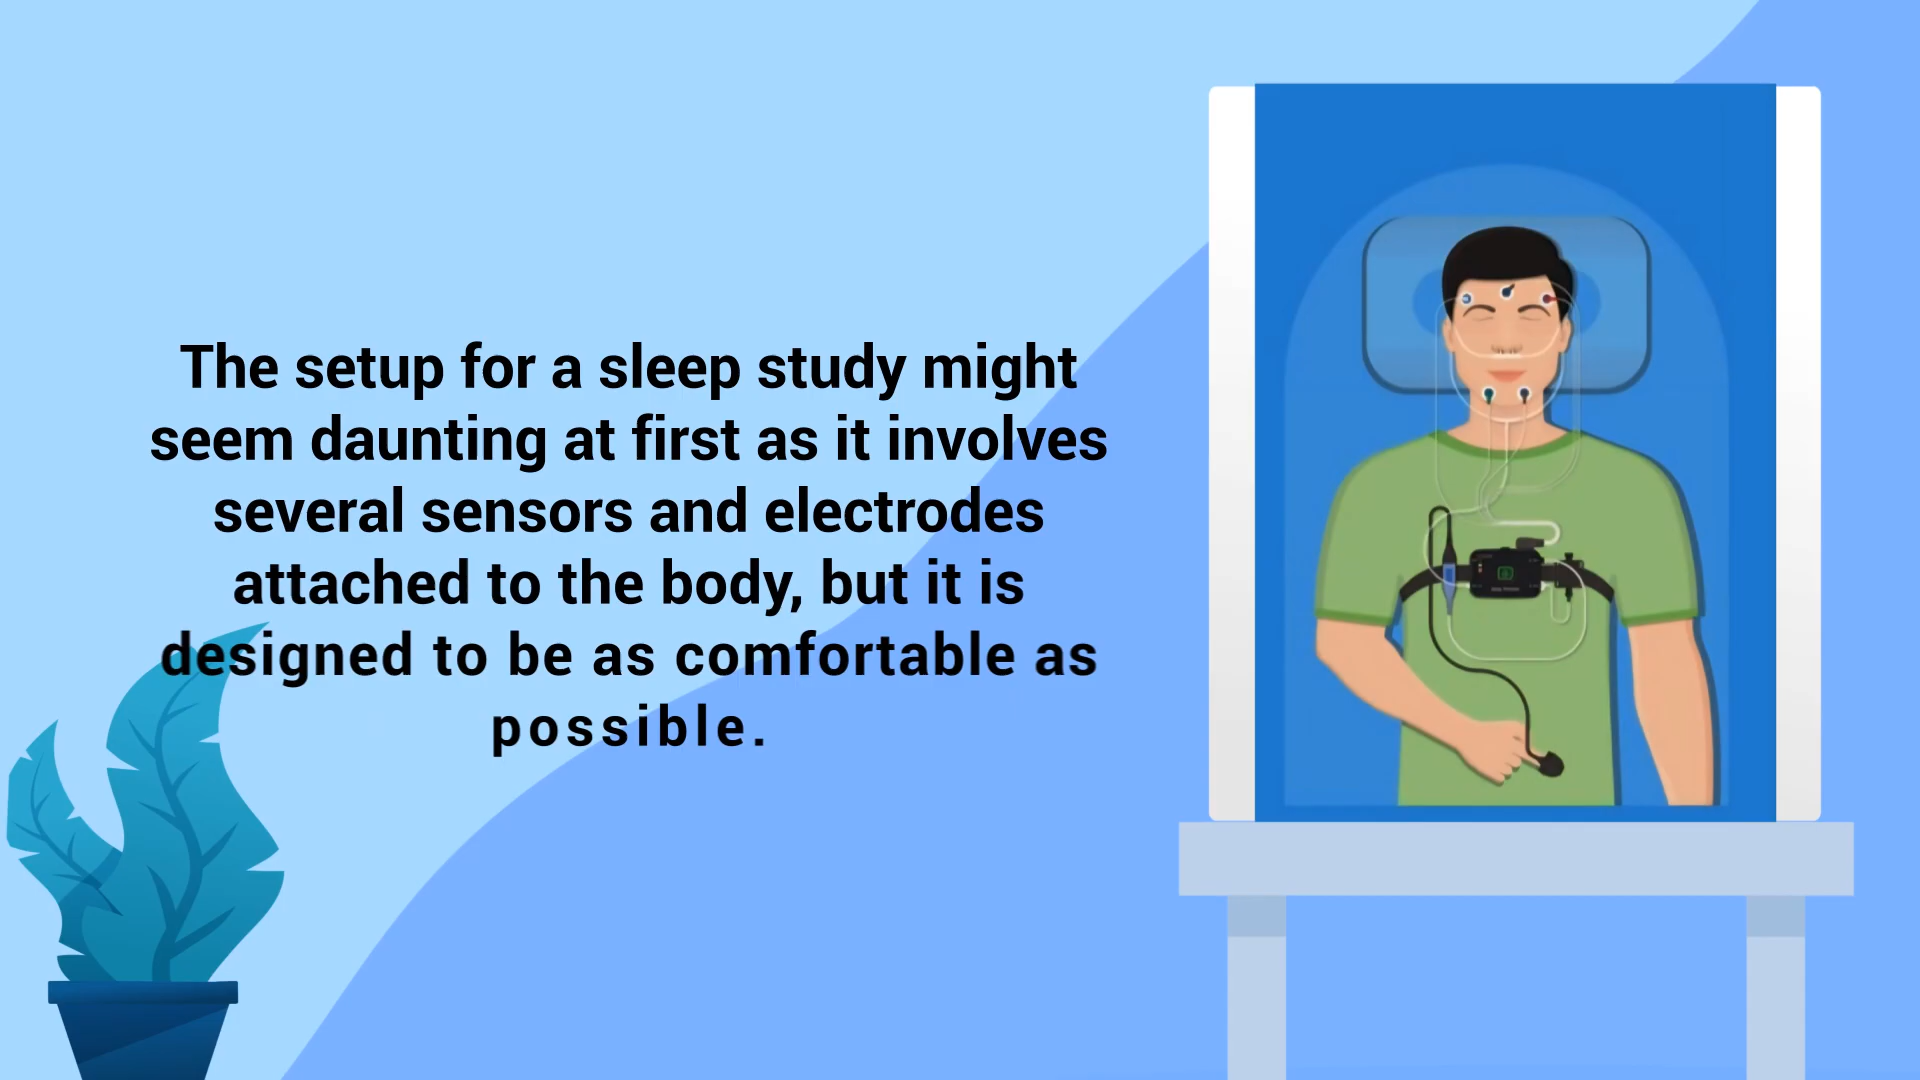 The setup for a sleep study might
seem daunting at first as it involves
several sensors and electrodes
attached to the body, but it is
designed to be as comfortable as
possible.